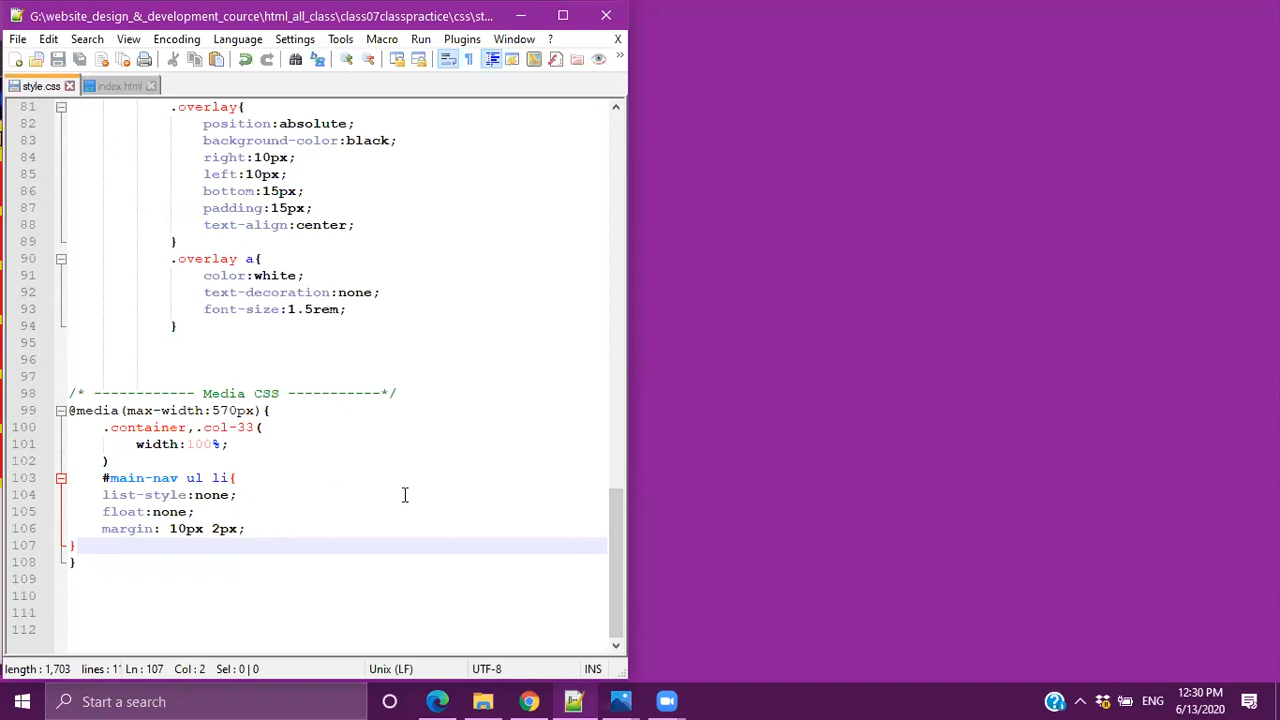 G:\website_design_&_development_cource\html_all_class\class07classpractice\css\st...
File Edit Search View Encoding Language Settings Tools Macro Run Plugins Window ? X
style.css index.html
81 .overlay{
82 position:absolute;
83 background-color:black;
84 right:10px;
85 left:10px;
86 bottom:15px;
87 padding:15px;
88 text-align:center;
89 }
90 .overlay a{
91 color:white;
92 text-decoration:none;
93 font-size:1.5rem;
94 }
95
96
97
98 /* ------------ Media CSS -----------*/
99 @media(max-width:570px){
100 .container,.col-33(
101 width:100%;
102 )
103 #main-nav ul li{
104 list-style:none;
105 float:none;
106 margin: 10px 2px;
107 }
108 }
109
110
111
112
length : 1,703 lines : 11 Ln : 107 Col : 2 Sel : 0 | 0 Unix (LF) UTF-8 INS
Start a search ENG 12:30 PM
6/13/2020